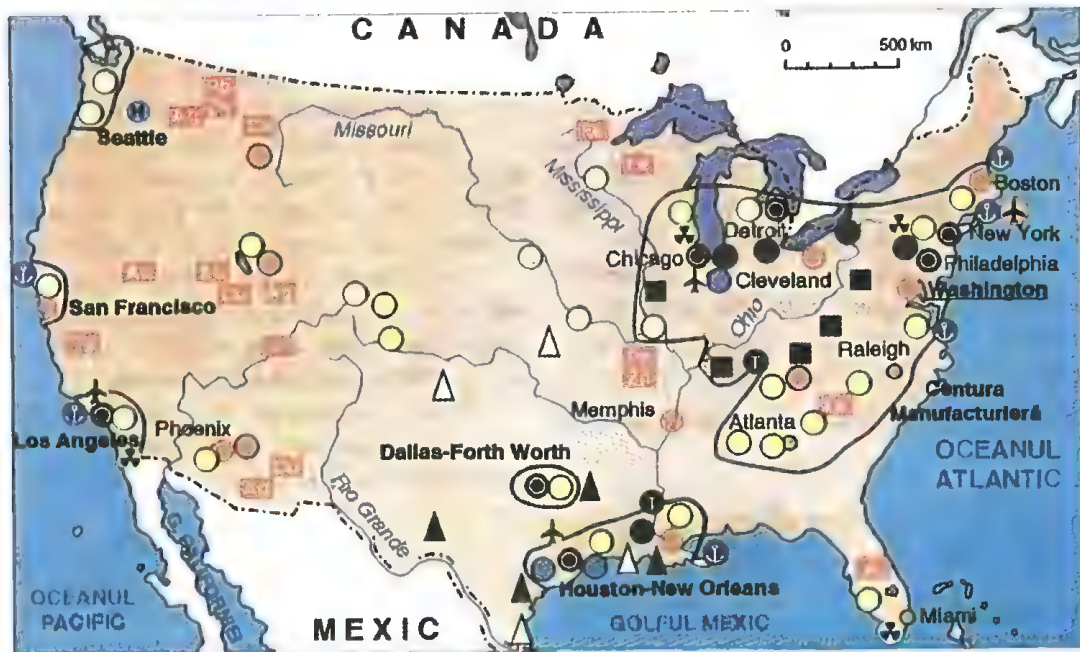 CANADA
0 500 km
Missouri
Seattle
Mississippi
Boston
Detroit
New York
Chicago
Philadelphia
Cleveland
Washington
San Francisco
Ohio
Raleigh
Centura
Manufacturieră
Memphis
Atlanta
Phoenix
Los Angeles
Dallas-Forth Worth
OCEANUL
ATLANTIC
Rio Grande
Houston-New Orleans
OCEANUL
PACIFIC
MEXIC
GOLFUL MEXIC
Miami